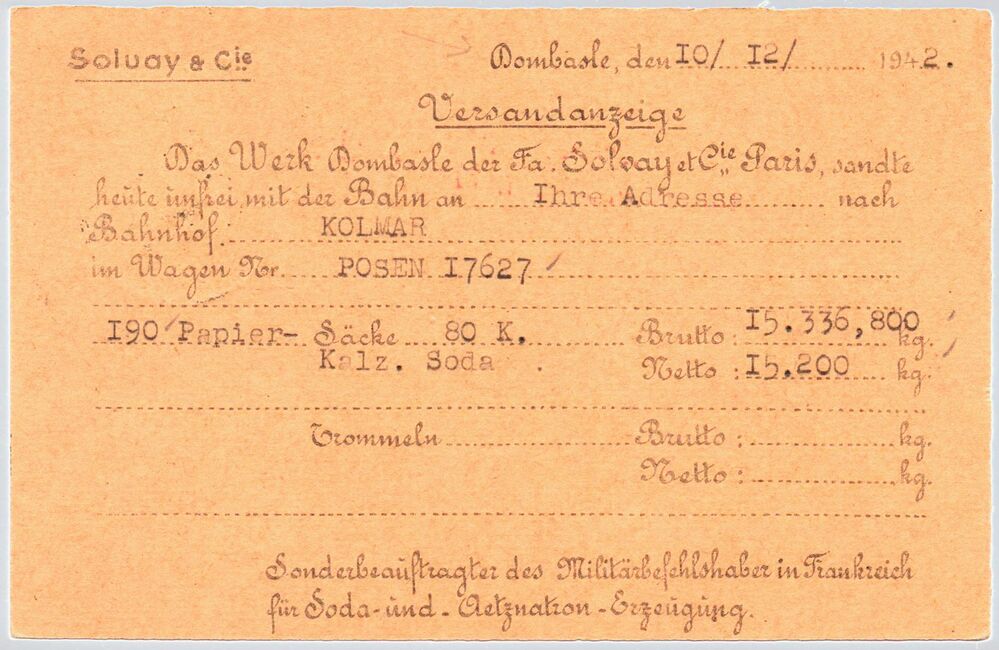 Solvay & Cie
Dombasle, den IO/ I2/ 1942.
Versandanzeige
Das Werk Dombasle der Fa. Solvay et Cie Paris, sandte
heute unfrei mit der Bahn an Ihre Adresse nach
Bahnhof KOLMAR
im Wagen Nr. POSEN I7627
I90 Papier- Säcke 80 K. Brutto: I5.336,800 kg.
Kalz. Soda. Netto: I5.200 kg.
Trommeln Brutto: kg.
Netto: kg.
Sonderbeauftragter des Militärbefehlshaber in Frankreich
für Soda-und-Aetznatron-Erzeugung.